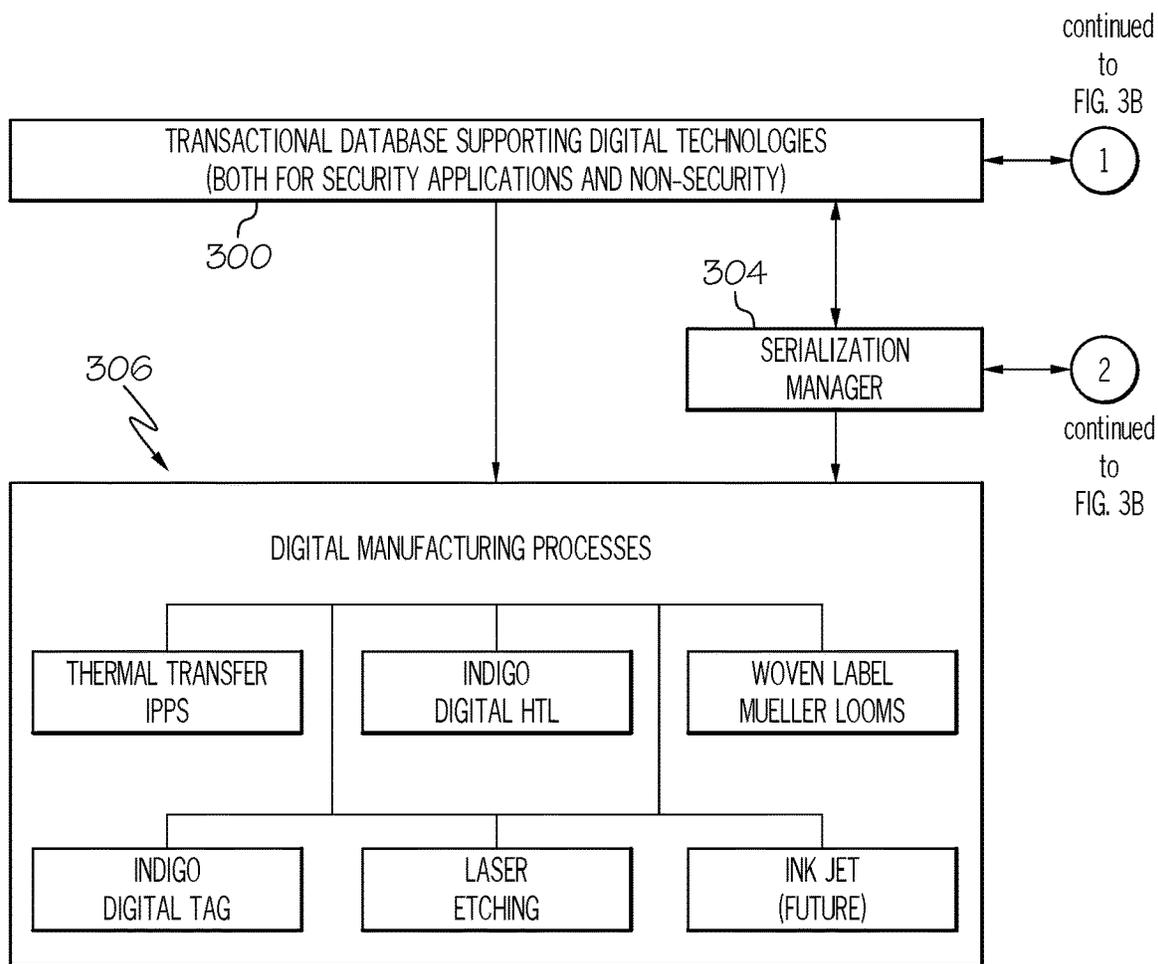 continued
to
FIG. 3B
TRANSACTIONAL DATABASE SUPPORTING DIGITAL TECHNOLOGIES
(BOTH FOR SECURITY APPLICATIONS AND NON-SECURITY)
1
300
304
SERIALIZATION
MANAGER
2
306
continued
to
FIG. 3B
DIGITAL MANUFACTURING PROCESSES
THERMAL TRANSFER
IPPS
INDIGO
DIGITAL HTL
WOVEN LABEL
MUELLER LOOMS
INDIGO
DIGITAL TAG
LASER
ETCHING
INK JET
(FUTURE)